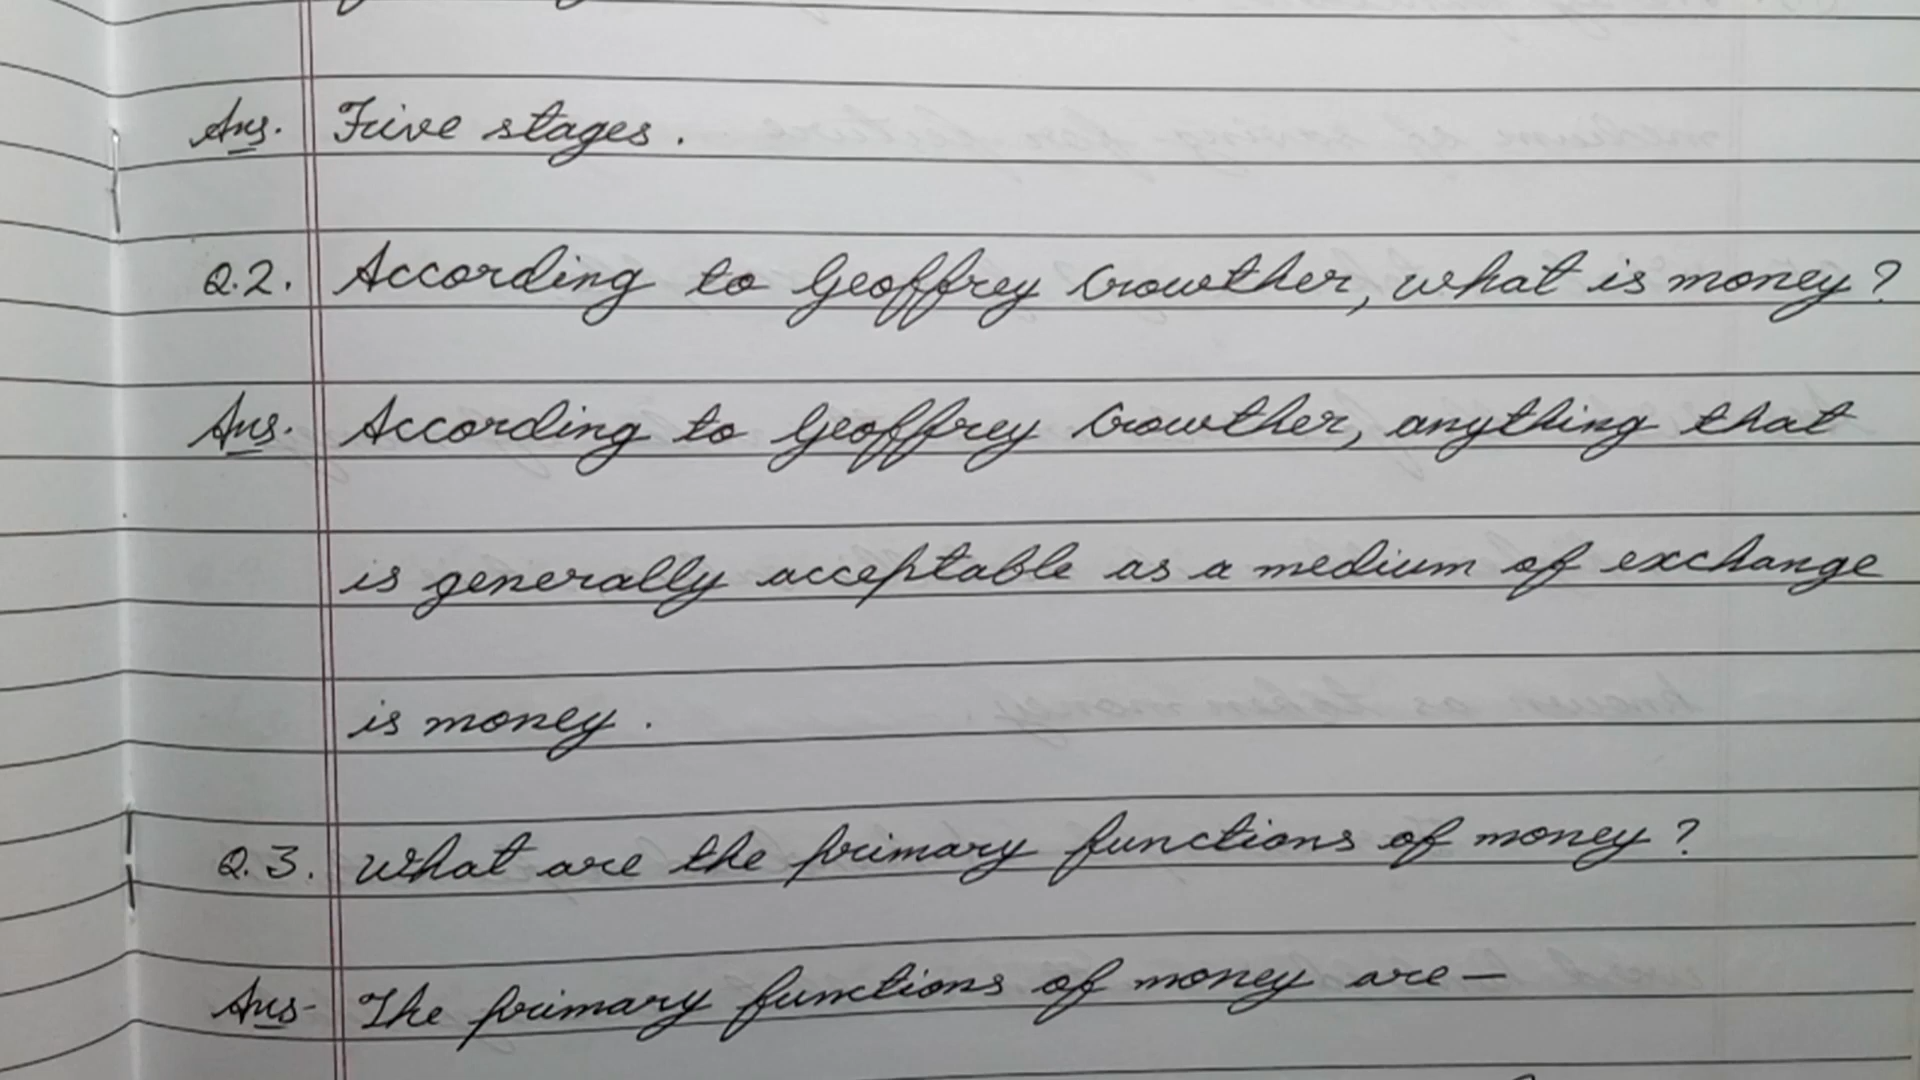 Ans. Five stages.
Q.2. According to Geoffrey Crowther, what is money?
Ans. According to Geoffrey Crowther, anything that
is generally acceptable as a medium of exchange
is money.
Q.3. What are the primary functions of money?
Ans- The primary functions of money are—